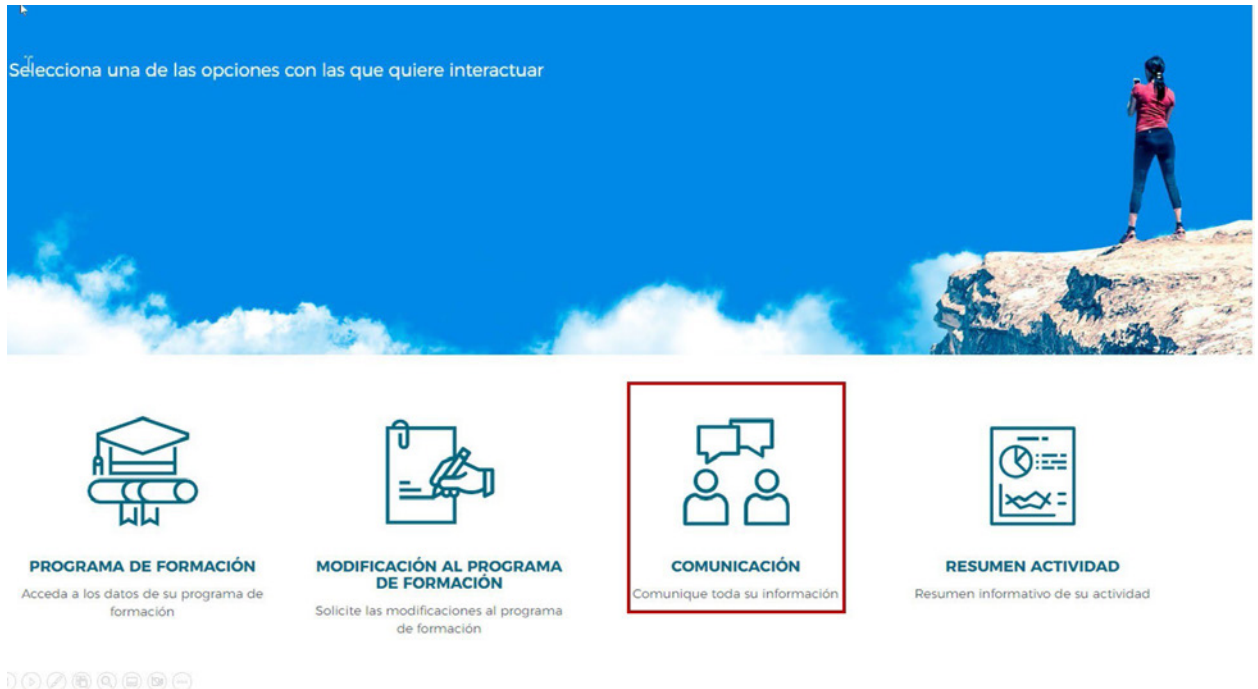 Selecciona una de las opciones con las que quiere interactuar
PROGRAMA DE FORMACIÓN
Acceda a los datos de su programa de
formación
MODIFICACIÓN AL PROGRAMA
DE FORMACIÓN
Solicite las modificaciones al programa
de formación
COMUNICACIÓN
Comunique toda su información
RESUMEN ACTIVIDAD
Resumen informativo de su actividad